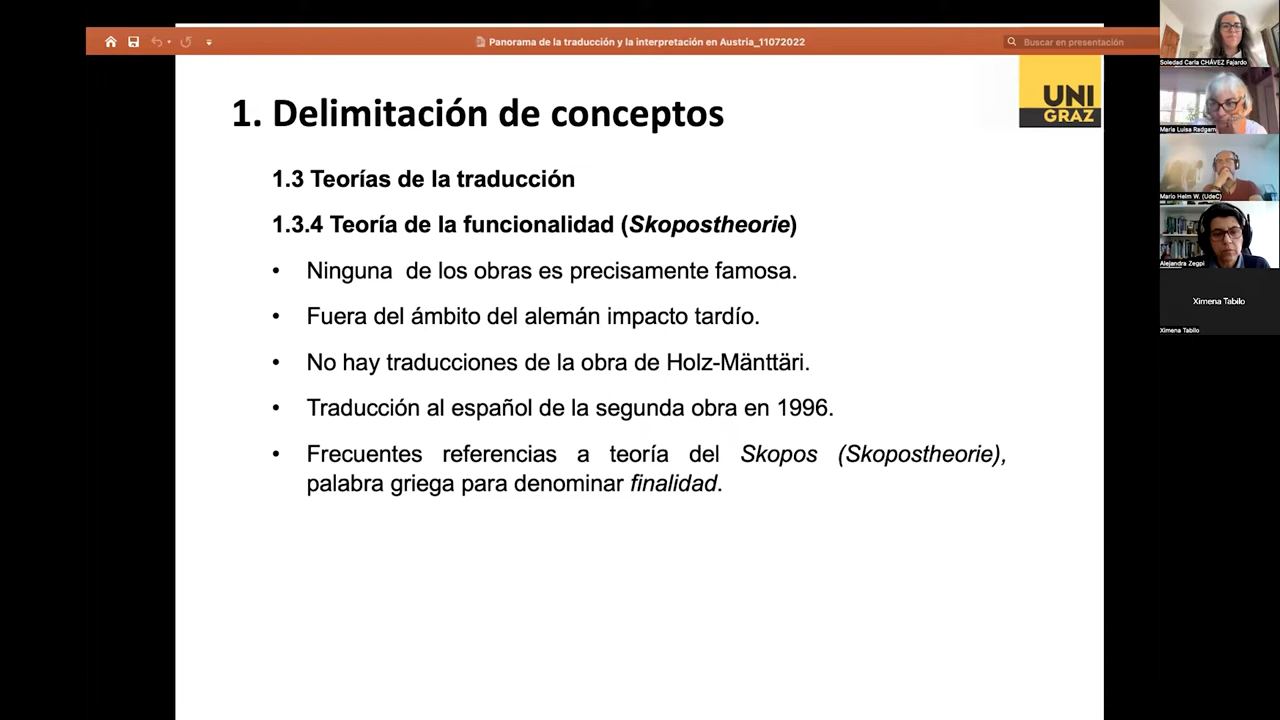 Panorama de la traducción y la interpretación en Austria_11072022
Buscar en presentación
UNI
GRAZ
1. Delimitación de conceptos
1.3 Teorías de la traducción
1.3.4 Teoría de la funcionalidad (Skopostheorie)
• Ninguna de los obras es precisamente famosa.
• Fuera del ámbito del alemán impacto tardío.
• No hay traducciones de la obra de Holz-Mänttäri.
• Traducción al español de la segunda obra en 1996.
• Frecuentes referencias a teoría del Skopos (Skopostheorie),
palabra griega para denominar finalidad.
Soledad Carla CHÁVEZ Fajardo
Maria Luisa Radgam
Mario Helm W. (UdeC)
Alejandra Zegpi
Ximena Tabilo
Ximena Tabilo